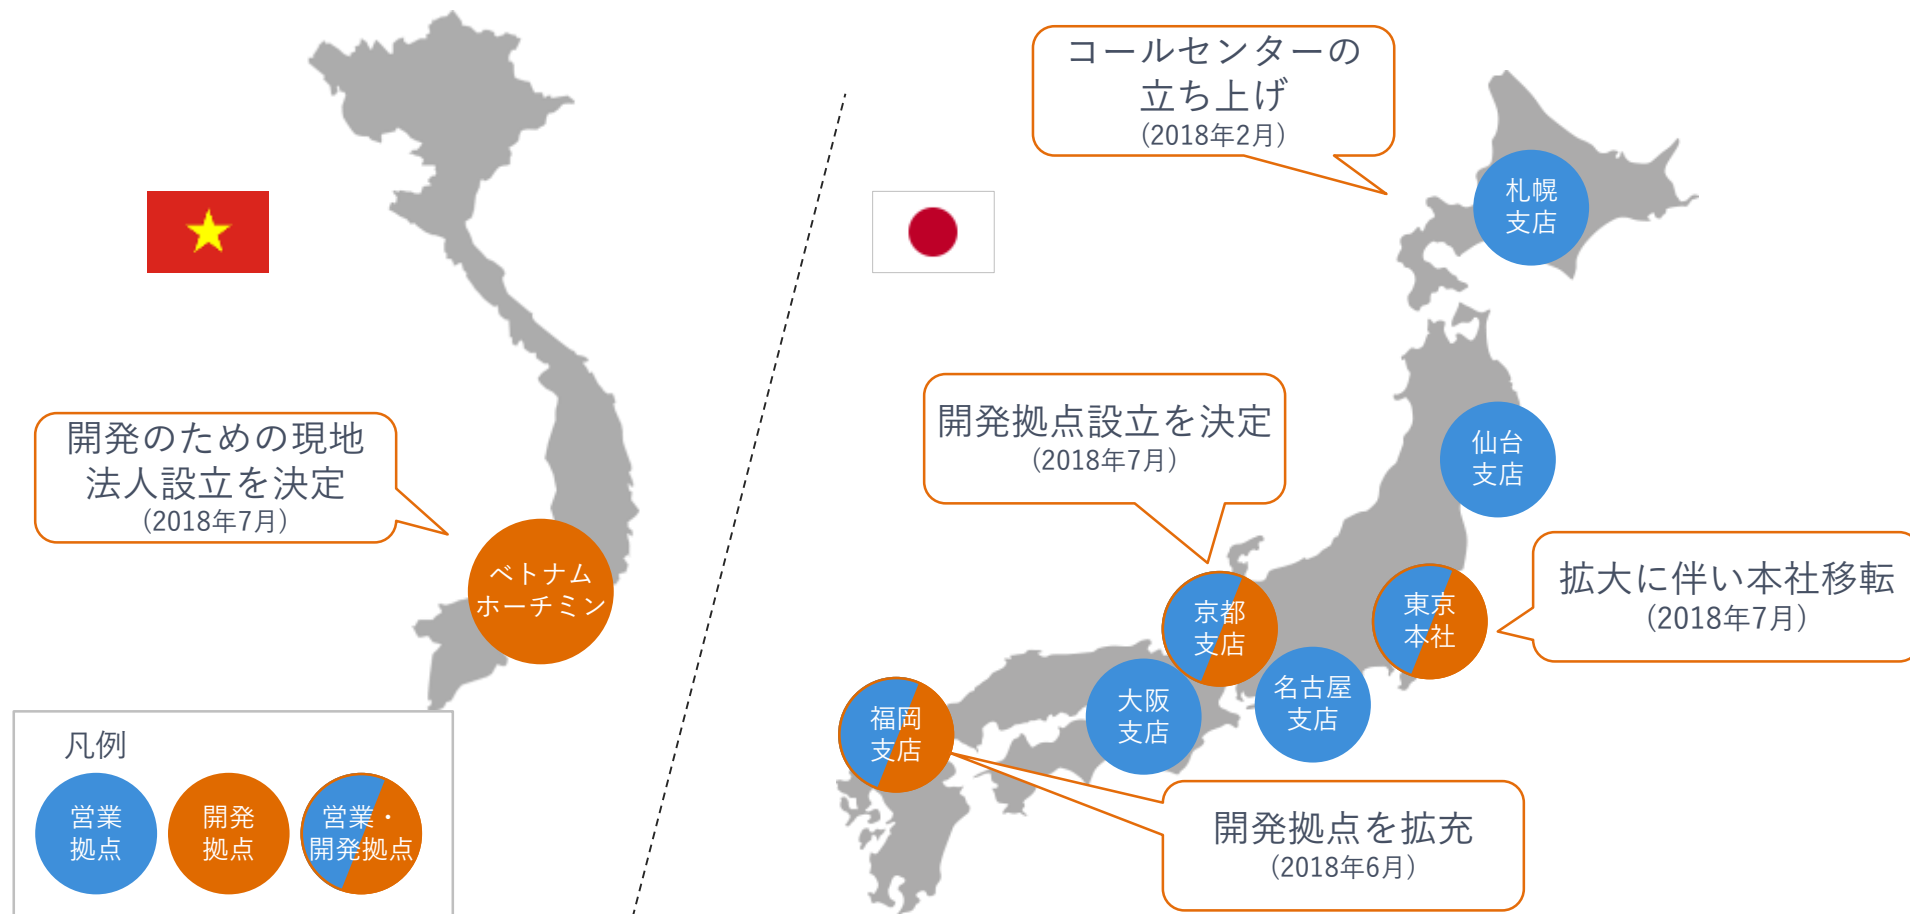 コールセンターの
立ち上げ
(2018年2月)
札幌
支店
開発のための現地
法人設立を決定
(2018年7月)
ベトナム
ホーチミン
開発拠点設立を決定
(2018年7月)
仙台
支店
拡大に伴い本社移転
(2018年7月)
京都
支店
東京
本社
大阪
支店
名古屋
支店
福岡
支店
開発拠点を拡充
(2018年6月)
凡例
営業
拠点
開発
拠点
営業・
開発拠点